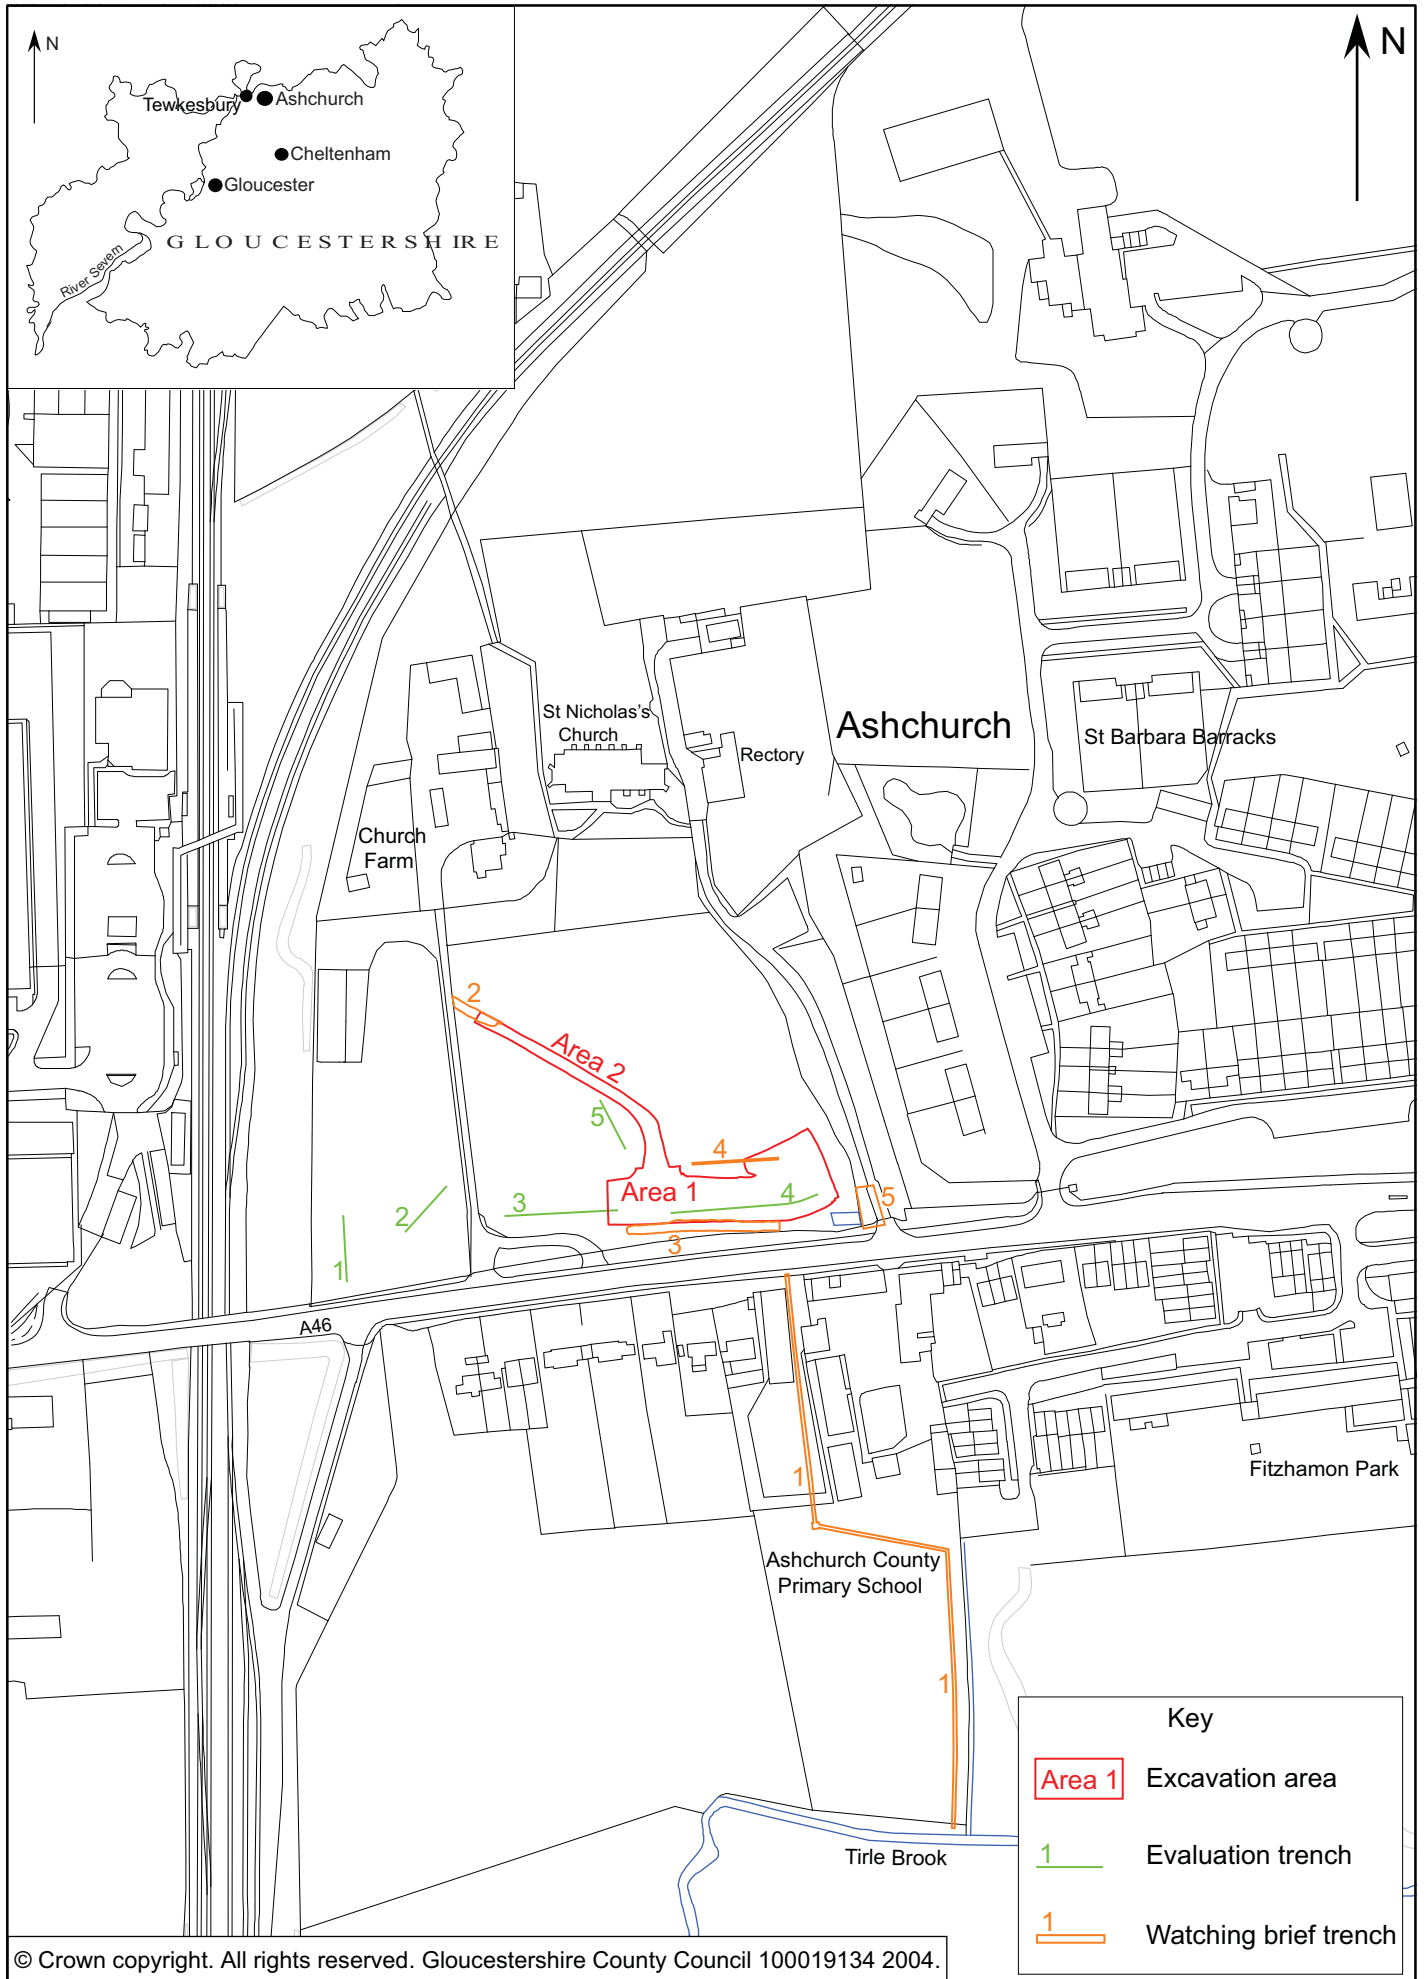 N
Tewkesbury
Ashchurch
Cheltenham
Gloucester
GLOUCESTERSHIRE
River Severn
N
St Nicholas's
Church
Rectory
Ashchurch
St Barbara Barracks
Church
Farm
2
Area 2
5
4
Area 1
4
3
2
5
3
1
A46
1
Fitzhamon Park
Ashchurch County
Primary School
1
Tirle Brook
Key
Area 1 Excavation area
1 Evaluation trench
1 Watching brief trench
© Crown copyright. All rights reserved. Gloucestershire County Council 100019134 2004.